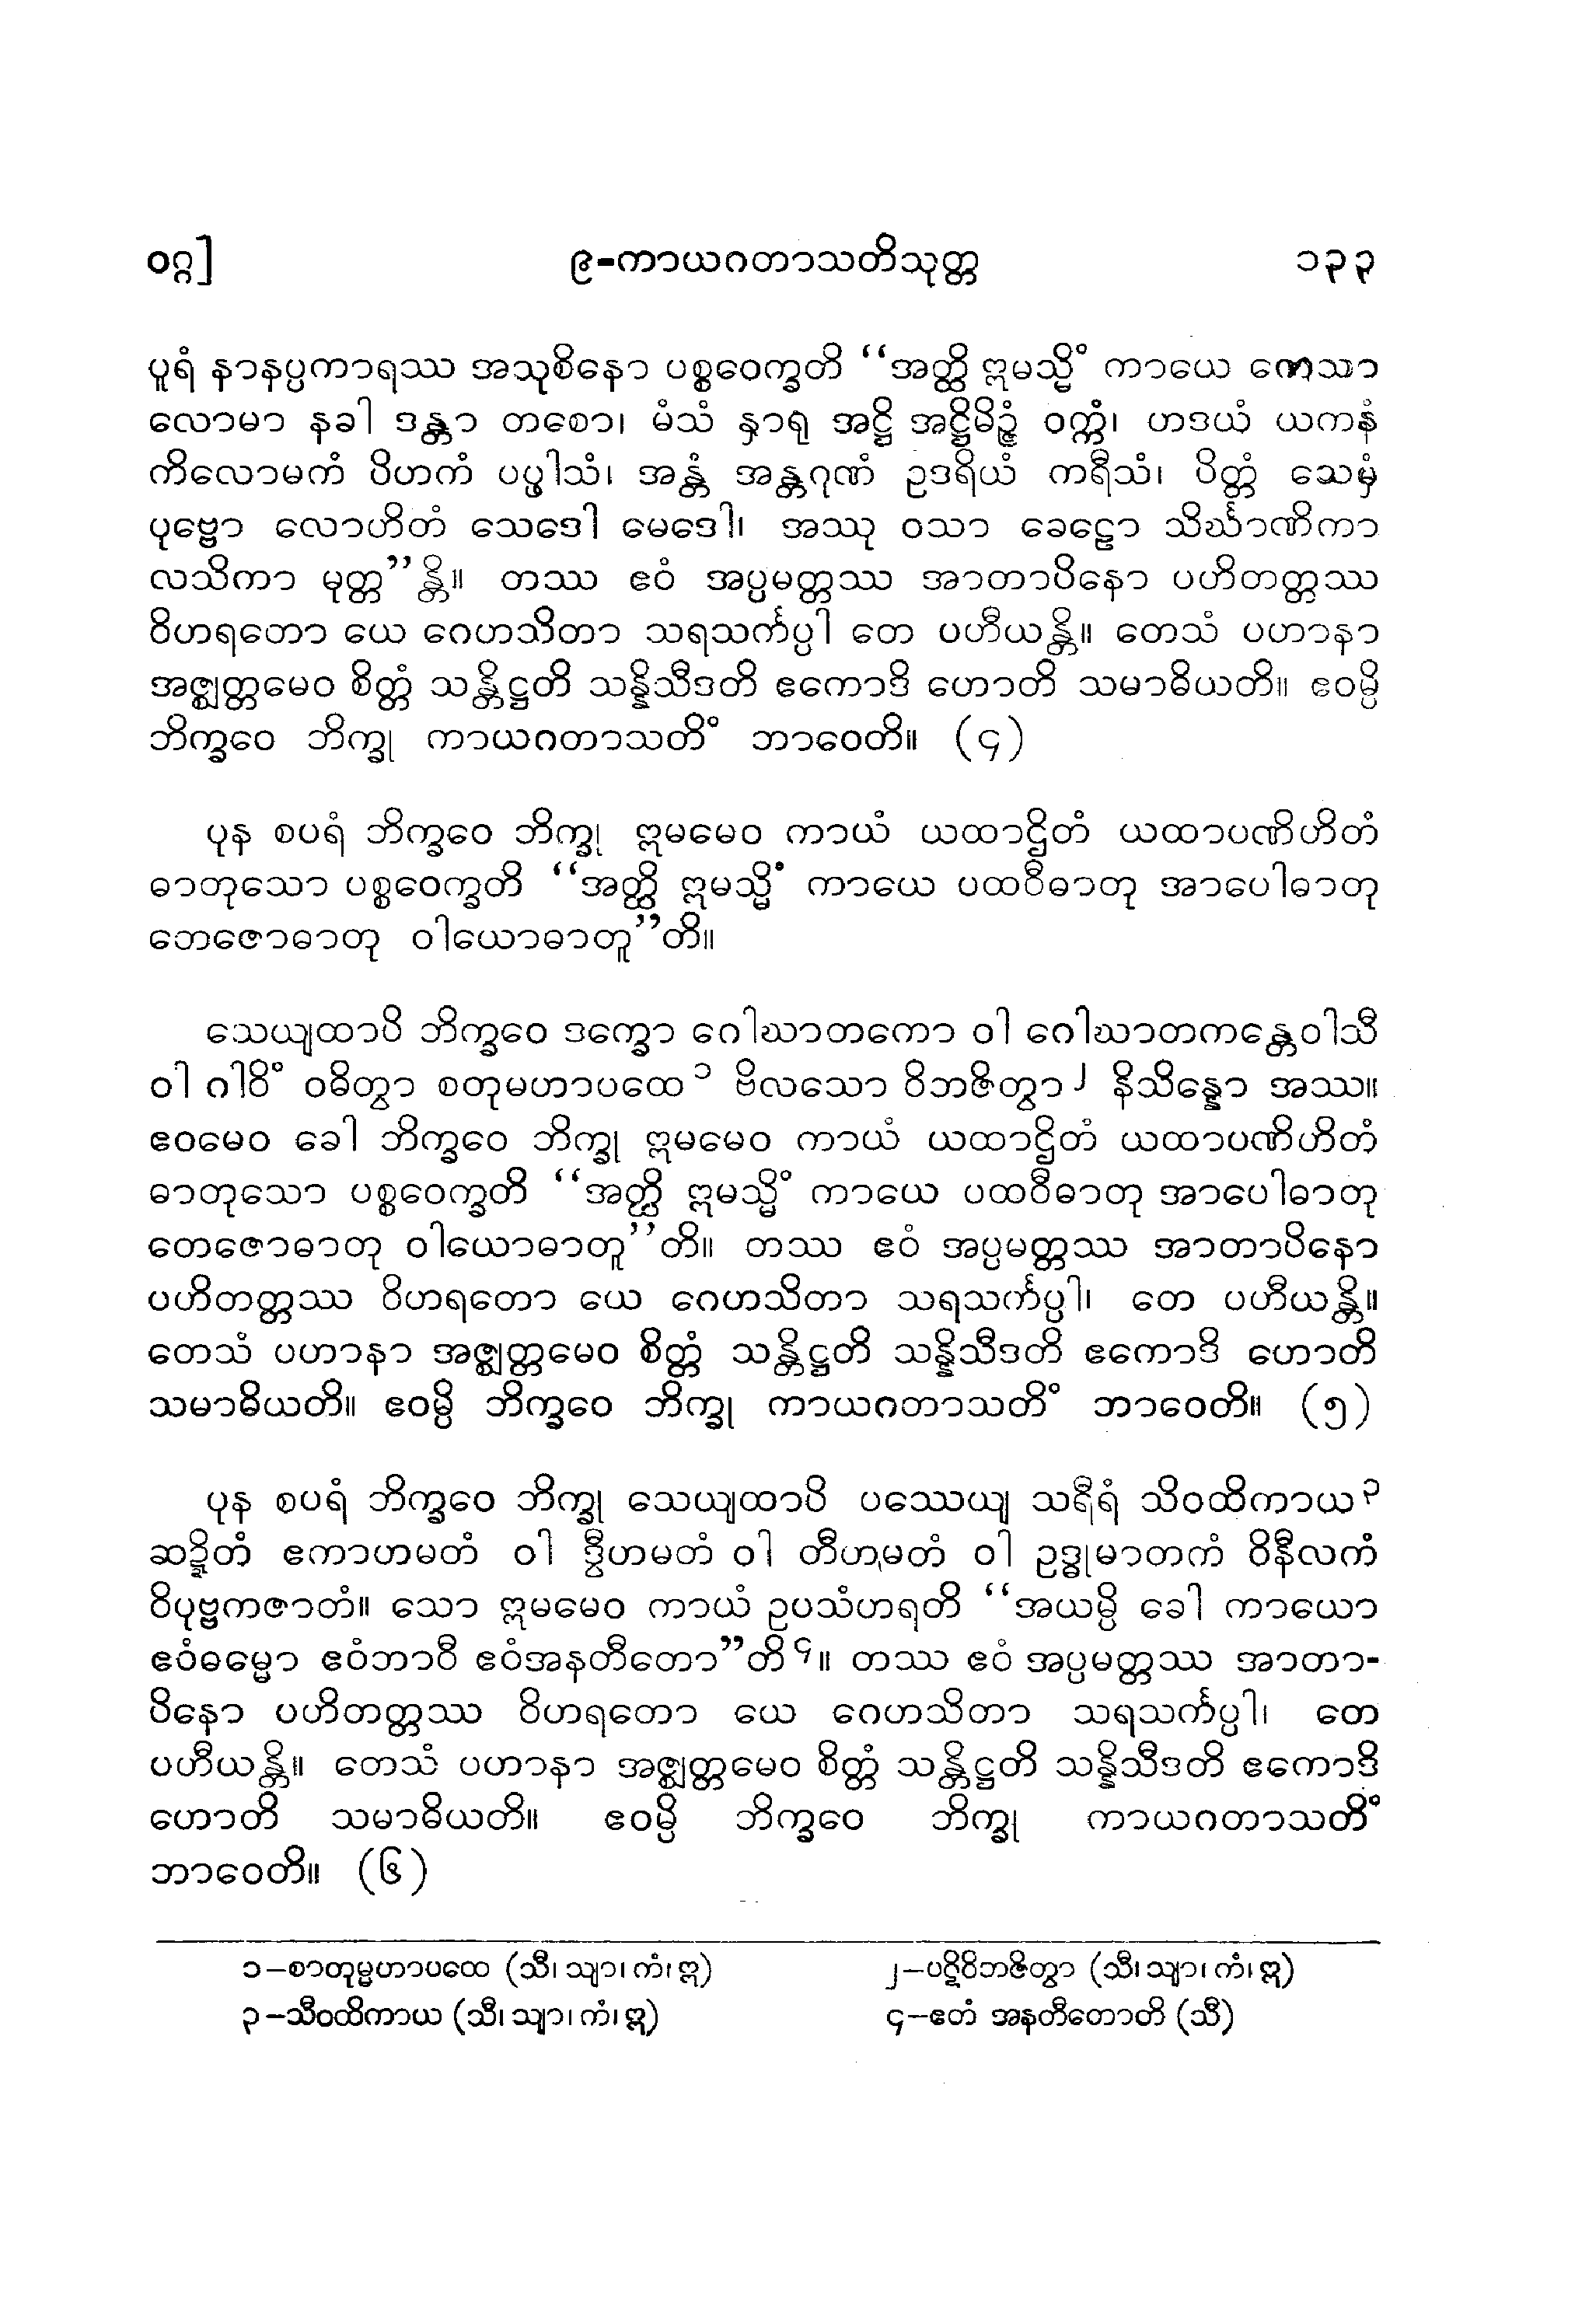 ဝဂ္ဂ] ၉-ကာယဂတာသတိသုတ္တ ၁၃၃
ပူရံ နာနပ္ပကာရဿ အသုစိနော ပစ္စဝေက္ခတိ “အတ္ထိ ဣမသ္မိံ ကာယေ ကေသာ
လောမာ နခါ ဒန္တာ တစော၊ မံသံ နှာရု အဋ္ဌိ အဋ္ဌိမိဉ္ဇံ ဝက္ကံ၊ ဟဒယံ ယကနံ
ကိလောမကံ ပိဟကံ ပပ္ဖါသံ၊ အန္တံ အန္တဂုဏံ ဥဒရိယံ ကရီသံ၊ ပိတ္တံ သေမှံ
ပုဗ္ဗော လောဟိတံ သေဒေါ မေဒေါ၊ အဿု ဝသာ ခေဠော သိင်္ဃာဏိကာ
လသိကာ မုတ္တ”န္တိ။ တဿ ဧဝံ အပ္ပမတ္တဿ အာတာပိနော ပဟိတတ္တဿ
ဝိဟရတော ယေ ဂေဟသိတာ သရသင်္ကပ္ပါ တေ ပဟီယန္တိ။ တေသံ ပဟာနာ
အဇ္ဈတ္တမေဝ စိတ္တံ သန္တိဋ္ဌတိ သန္နိသီဒတိ ဧကောဒိ ဟောတိ သမာဓိယတိ။ ဧဝမ္ပိ
ဘိက္ခဝေ ဘိက္ခု ကာယဂတာသတိံ ဘာဝေတိ။ (၄)
ပုန စပရံ ဘိက္ခဝေ ဘိက္ခု ဣမမေဝ ကာယံ ယထာဌိတံ ယထာပဏိဟိတံ
ဓာတုသော ပစ္စဝေက္ခတိ “အတ္ထိ ဣမသ္မိံ ကာယေ ပထဝီဓာတု အာပေါဓာတု
တေဇောဓာတု ဝါယောဓာတူ”တိ။
သေယျထာပိ ဘိက္ခဝေ ဒက္ခော ဂေါဃာတကော ဝါ ဂေါဃာတကန္တေဝါသီ
ဝါ ဂါဝိံ ဝဓိတွာ စတုမဟာပထေ ၁ ဗိလသော ဝိဘဇိတွာ ၂ နိသိန္နော အဿ။
ဧဝမေဝ ခေါ ဘိက္ခဝေ ဘိက္ခု ဣမမေဝ ကာယံ ယထာဌိတံ ယထာပဏိဟိတံ
ဓာတုသော ပစ္စဝေက္ခတိ “အတ္ထိ ဣမသ္မိံ ကာယေ ပထဝီဓာတု အာပေါဓာတု
တေဇောဓာတု ဝါယောဓာတူ”တိ။ တဿ ဧဝံ အပ္ပမတ္တဿ အာတာပိနော
ပဟိတတ္တဿ ဝိဟရတော ယေ ဂေဟသိတာ သရသင်္ကပ္ပါ၊ တေ ပဟီယန္တိ။
တေသံ ပဟာနာ အဇ္ဈတ္တမေဝ စိတ္တံ သန္တိဋ္ဌတိ သန္နိသီဒတိ ဧကောဒိ ဟောတိ
သမာဓိယတိ။ ဧဝမ္ပိ ဘိက္ခဝေ ဘိက္ခု ကာယဂတာသတိံ ဘာဝေတိ။ (၅)
ပုန စပရံ ဘိက္ခဝေ ဘိက္ခု သေယျထာပိ ပဿေယျ သရီရံ သိဝထိကာယ ၃
ဆဍ္ဍိတံ ဧကာဟမတံ ဝါ ဒွီဟမတံ ဝါ တီဟမတံ ဝါ ဥဒ္ဓုမာတကံ ဝိနီလကံ
ဝိပုဗ္ဗကဇာတံ။ သော ဣမမေဝ ကာယံ ဥပသံဟရတိ “အယမ္ပိ ခေါ ကာယော
ဧဝံဓမ္မော ဧဝံဘာဝီ ဧဝံအနတီတော”တိ ၄။ တဿ ဧဝံ အပ္ပမတ္တဿ အာတာ-
ပိနော ပဟိတတ္တဿ ဝိဟရတော ယေ ဂေဟသိတာ သရသင်္ကပ္ပါ၊ တေ
ပဟီယန္တိ။ တေသံ ပဟာနာ အဇ္ဈတ္တမေဝ စိတ္တံ သန္တိဋ္ဌတိ သန္နိသီဒတိ ဧကောဒိ
ဟောတိ သမာဓိယတိ။ ဧဝမ္ပိ ဘိက္ခဝေ ဘိက္ခု ကာယဂတာသတိံ
ဘာဝေတိ။ (၆)
၁–စာတုမ္မဟာပထေ (သီ၊ သျာ၊ ကံ၊ ဣ) ၂–ပဋိဝိဘဇိတွာ (သီ၊ သျာ၊ ကံ၊ ဣ)
၃–သီဝထိကာယ (သီ၊ သျာ၊ ကံ၊ ဣ) ၄–ဧတံ အနတီတောတိ (သီ)